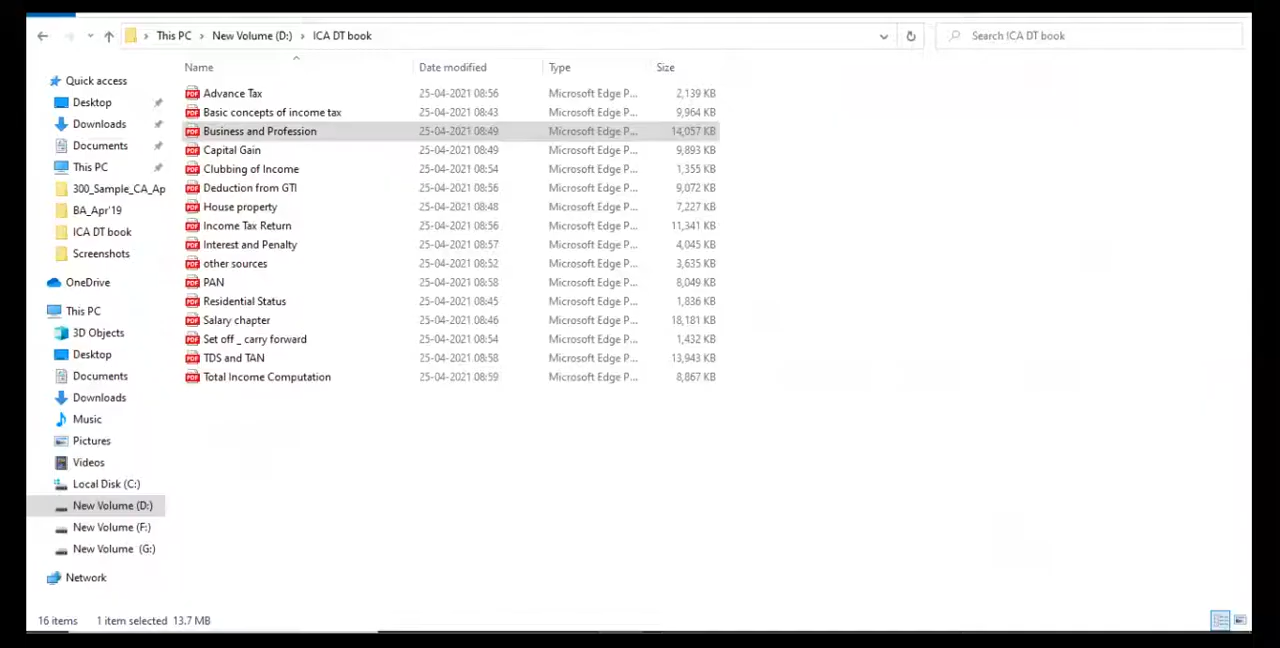 This PC > New Volume (D:) > ICA DT book
Search ICA DT book
Name Date modified Type Size
Quick access
Desktop
Downloads
Documents
This PC
300_Sample_CA_Ap
BA_Apr'19
ICA DT book
Screenshots
OneDrive
This PC
3D Objects
Desktop
Documents
Downloads
Music
Pictures
Videos
Local Disk (C:)
New Volume (D:)
New Volume (F:)
New Volume (G:)
Network
Advance Tax 25-04-2021 08:56 Microsoft Edge P... 2,139 KB
Basic concepts of income tax 25-04-2021 08:43 Microsoft Edge P... 9,964 KB
Business and Profession 25-04-2021 08:49 Microsoft Edge P... 14,057 KB
Capital Gain 25-04-2021 08:49 Microsoft Edge P... 9,893 KB
Clubbing of Income 25-04-2021 08:54 Microsoft Edge P... 1,355 KB
Deduction from GTI 25-04-2021 08:56 Microsoft Edge P... 9,072 KB
House property 25-04-2021 08:48 Microsoft Edge P... 7,227 KB
Income Tax Return 25-04-2021 08:56 Microsoft Edge P... 11,341 KB
Interest and Penalty 25-04-2021 08:57 Microsoft Edge P... 4,045 KB
other sources 25-04-2021 08:52 Microsoft Edge P... 3,635 KB
PAN 25-04-2021 08:58 Microsoft Edge P... 8,049 KB
Residential Status 25-04-2021 08:45 Microsoft Edge P... 1,836 KB
Salary chapter 25-04-2021 08:46 Microsoft Edge P... 18,181 KB
Set off _ carry forward 25-04-2021 08:54 Microsoft Edge P... 1,432 KB
TDS and TAN 25-04-2021 08:58 Microsoft Edge P... 13,943 KB
Total Income Computation 25-04-2021 08:59 Microsoft Edge P... 8,867 KB
16 items 1 item selected 13.7 MB